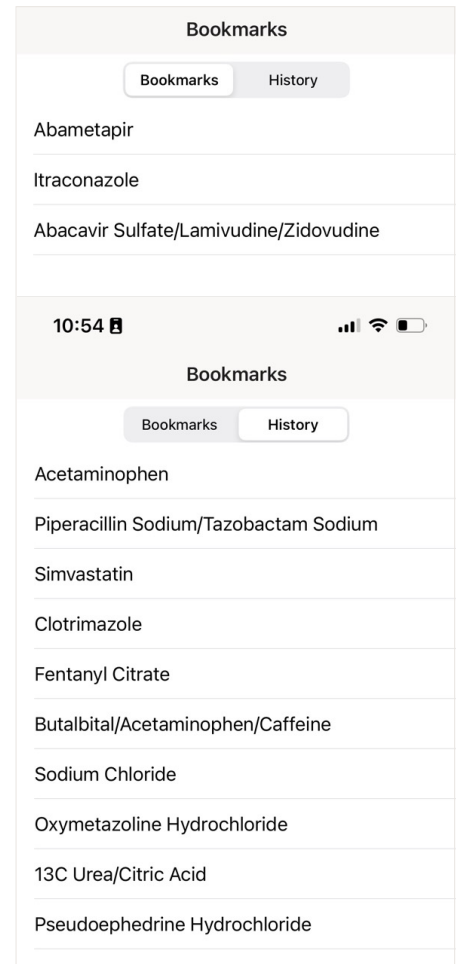 Bookmarks
Bookmarks History
Abametapir
Itraconazole
Abacavir Sulfate/Lamivudine/Zidovudine
10:54
Bookmarks
Bookmarks History
Acetaminophen
Piperacillin Sodium/Tazobactam Sodium
Simvastatin
Clotrimazole
Fentanyl Citrate
Butalbital/Acetaminophen/Caffeine
Sodium Chloride
Oxymetazoline Hydrochloride
13C Urea/Citric Acid
Pseudoephedrine Hydrochloride